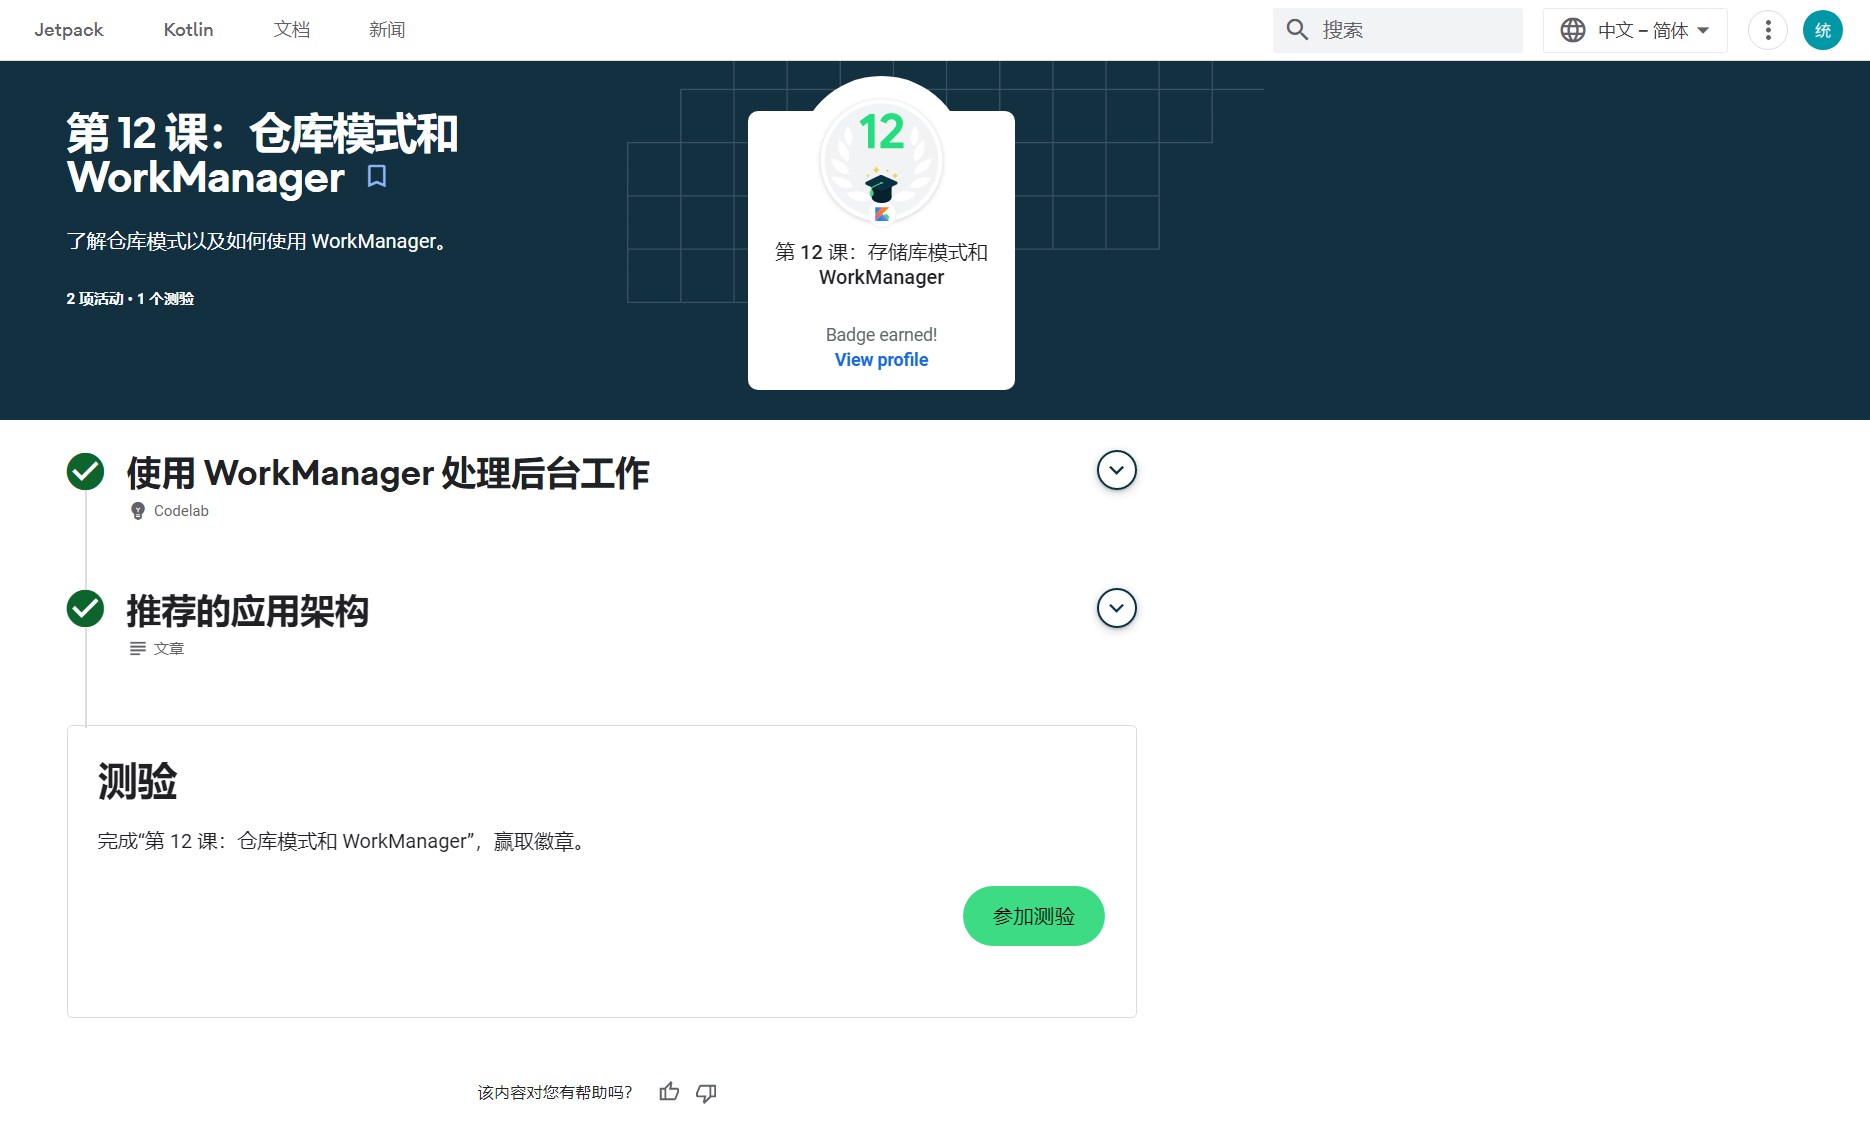 Jetpack
Kotlin
文档
新闻
搜索
中文 – 简体
统
第 12 课：仓库模式和
WorkManager
了解仓库模式以及如何使用 WorkManager。
2 项活动 • 1 个测验
12
第 12 课：存储库模式和
WorkManager
Badge earned!
View profile
使用 WorkManager 处理后台工作
Codelab
推荐的应用架构
文章
测验
完成“第 12 课：仓库模式和 WorkManager”，赢取徽章。
参加测验
该内容对您有帮助吗？